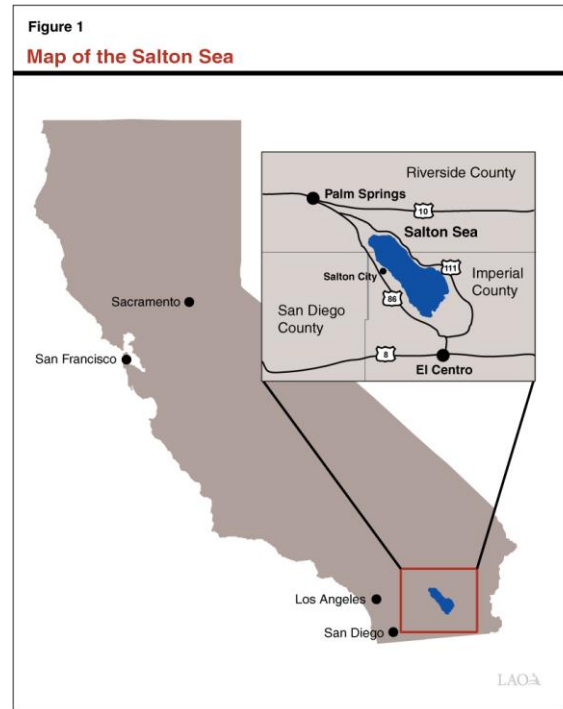 Figure 1
Map of the Salton Sea
Riverside County
Palm Springs
10
Salton Sea
Salton City
111
Imperial
County
San Diego
County
86
8
El Centro
Sacramento
San Francisco
Los Angeles
San Diego
LAO